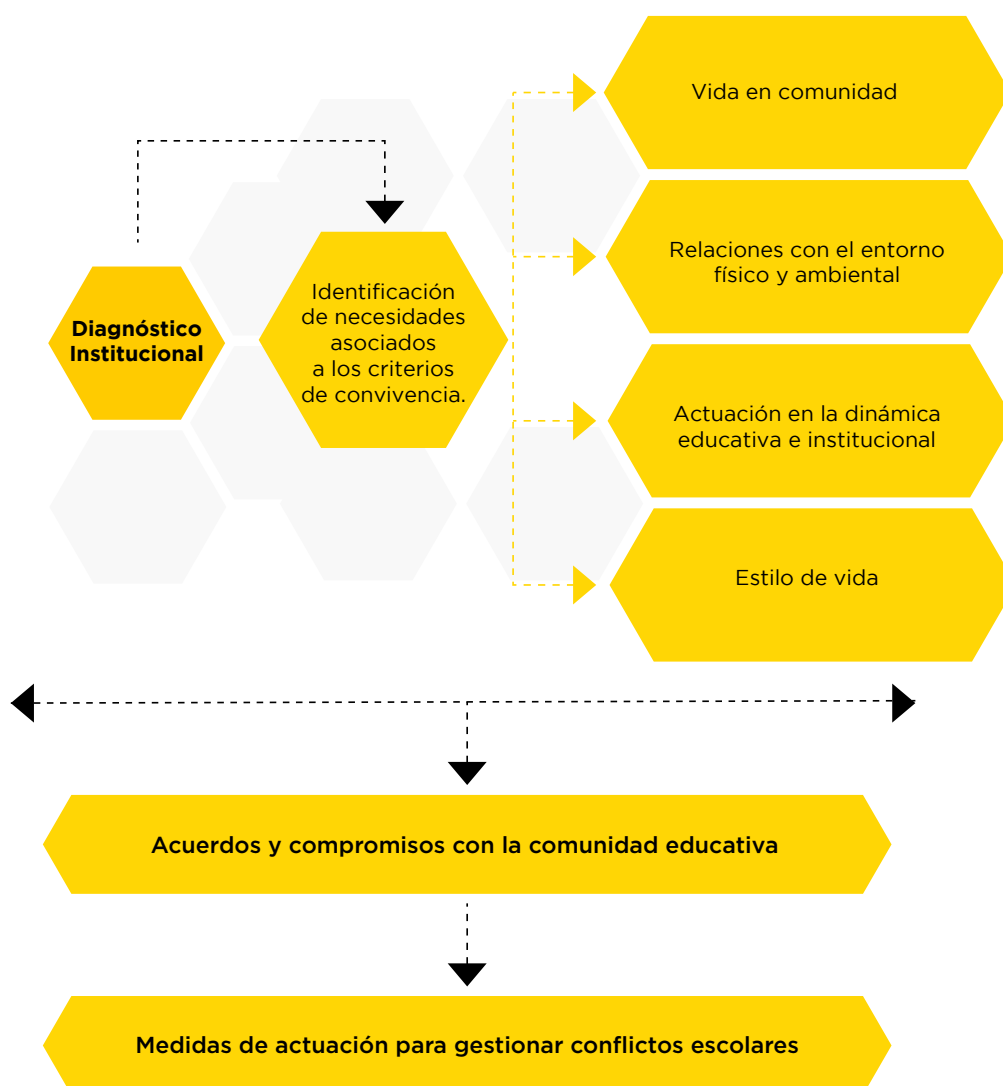 Diagnóstico
Institucional
Identificación
de necesidades
asociados
a los criterios
de convivencia.
Vida en comunidad
Relaciones con el entorno
físico y ambiental
Actuación en la dinámica
educativa e institucional
Estilo de vida
Acuerdos y compromisos con la comunidad educativa
Medidas de actuación para gestionar conflictos escolares